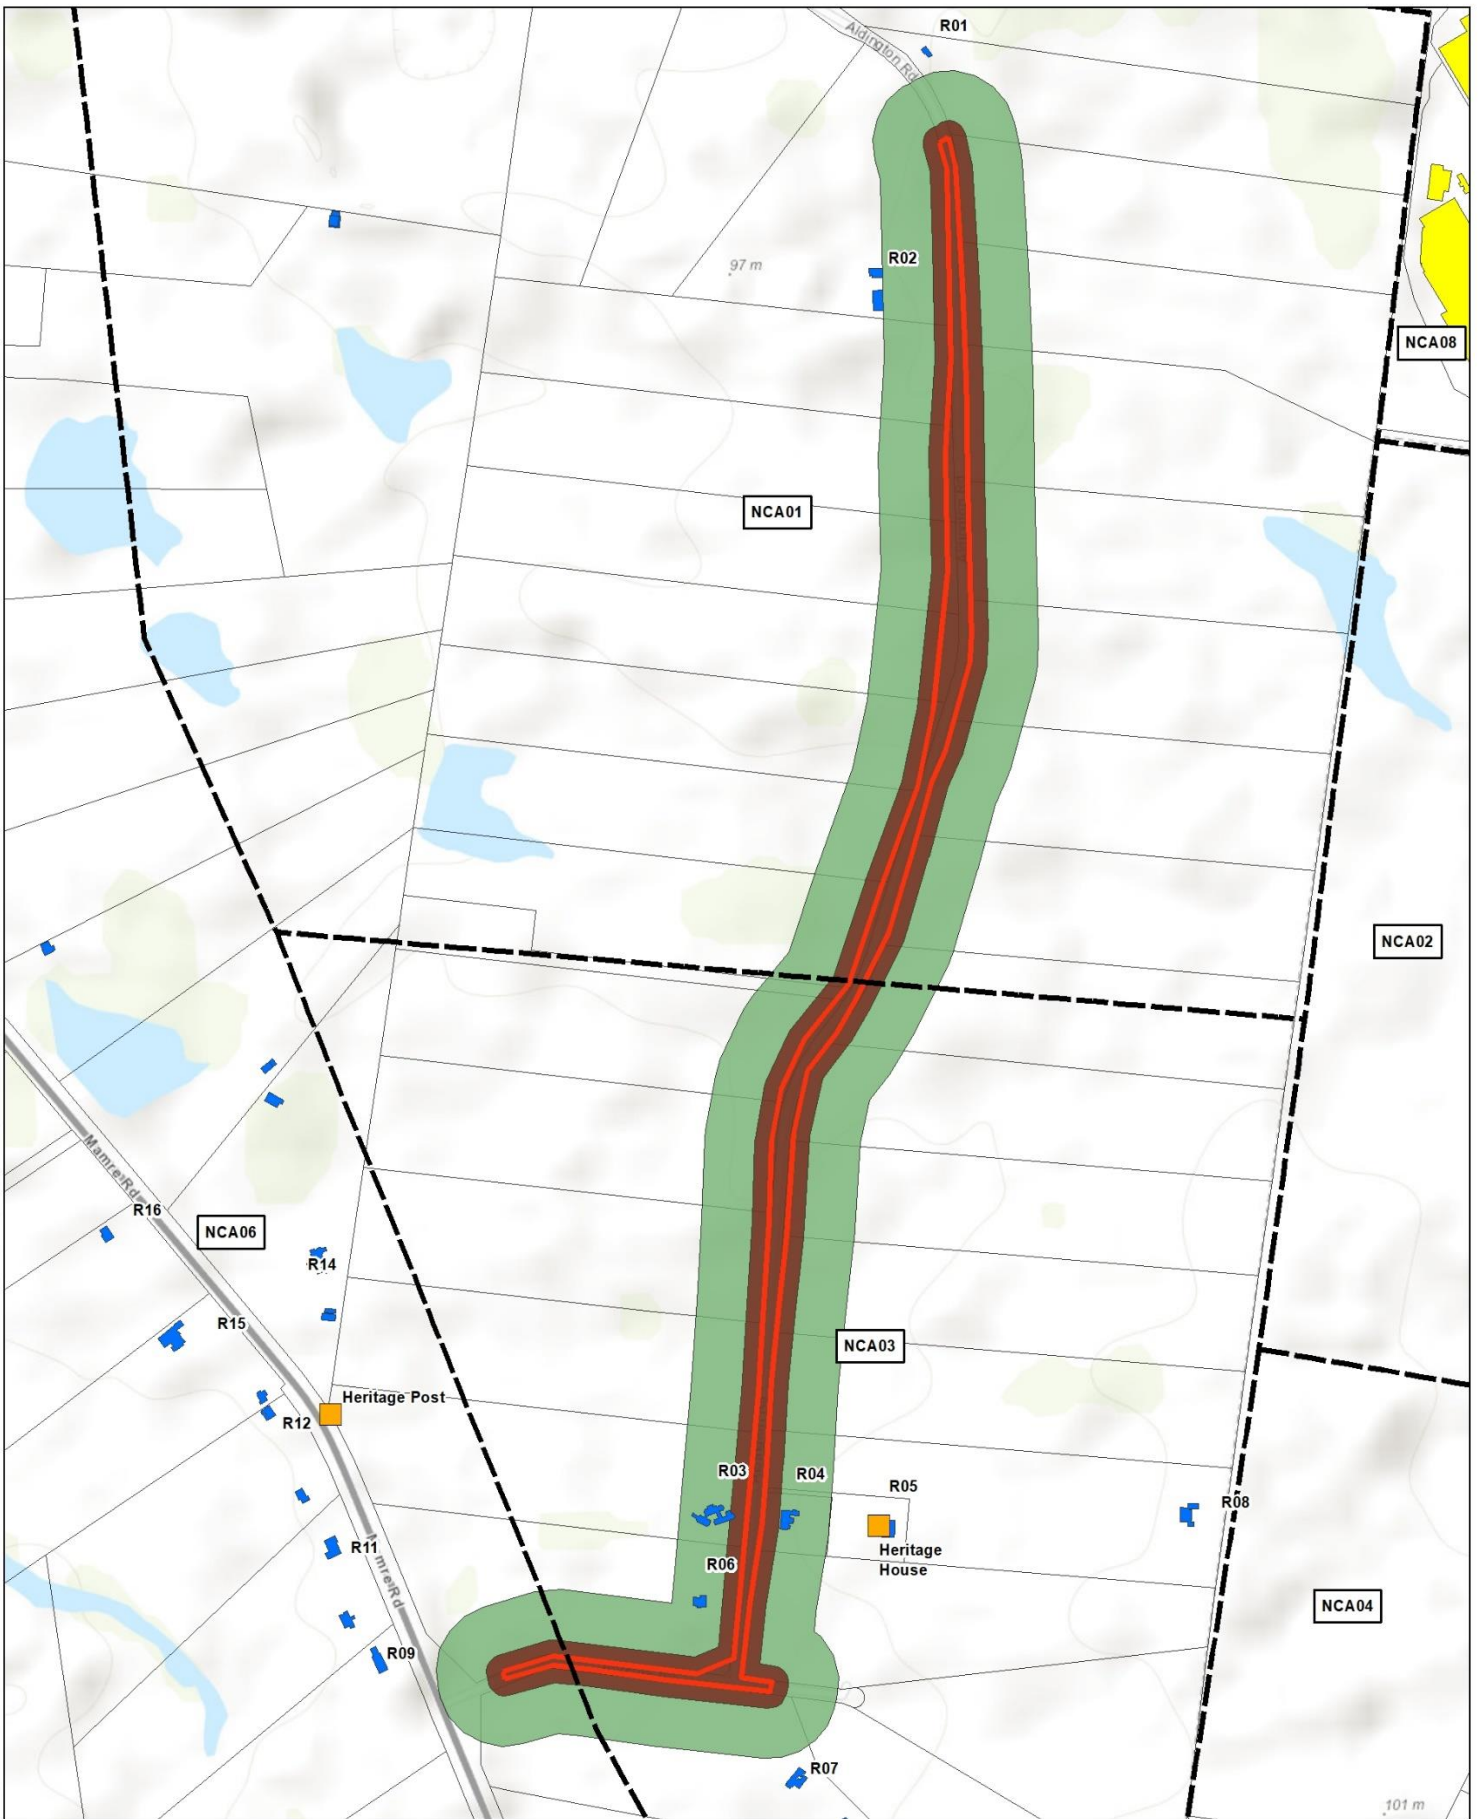 R01
Aldington Rd
R02
97 m
NCA08
NCA01
NCA02
Mamre Rd
R16
NCA06
R14
R15
NCA03
Heritage Post
R12
R03
R04
R05
R08
R11
Heritage
House
R06
Mamre Rd
NCA04
R09
R07
101 m